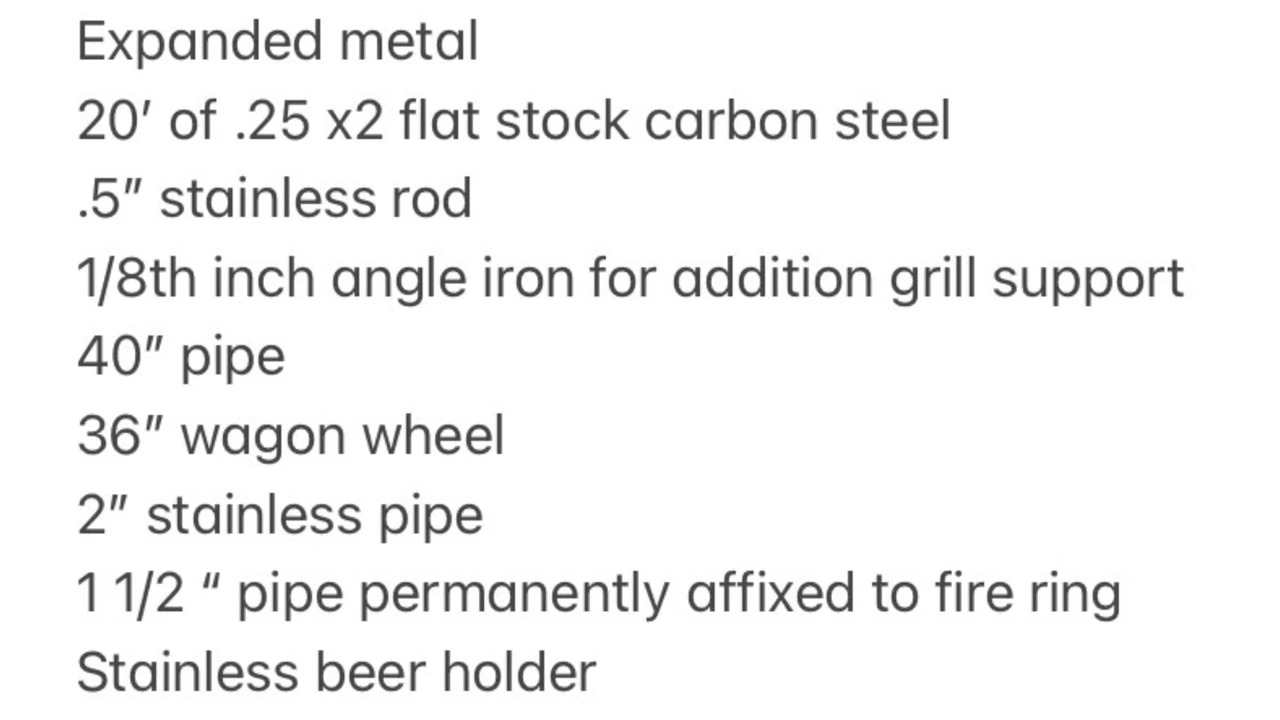 Expanded metal
20’ of .25 x2 flat stock carbon steel
.5” stainless rod
1/8th inch angle iron for addition grill support
40” pipe
36” wagon wheel
2” stainless pipe
1 1/2 “ pipe permanently affixed to fire ring
Stainless beer holder